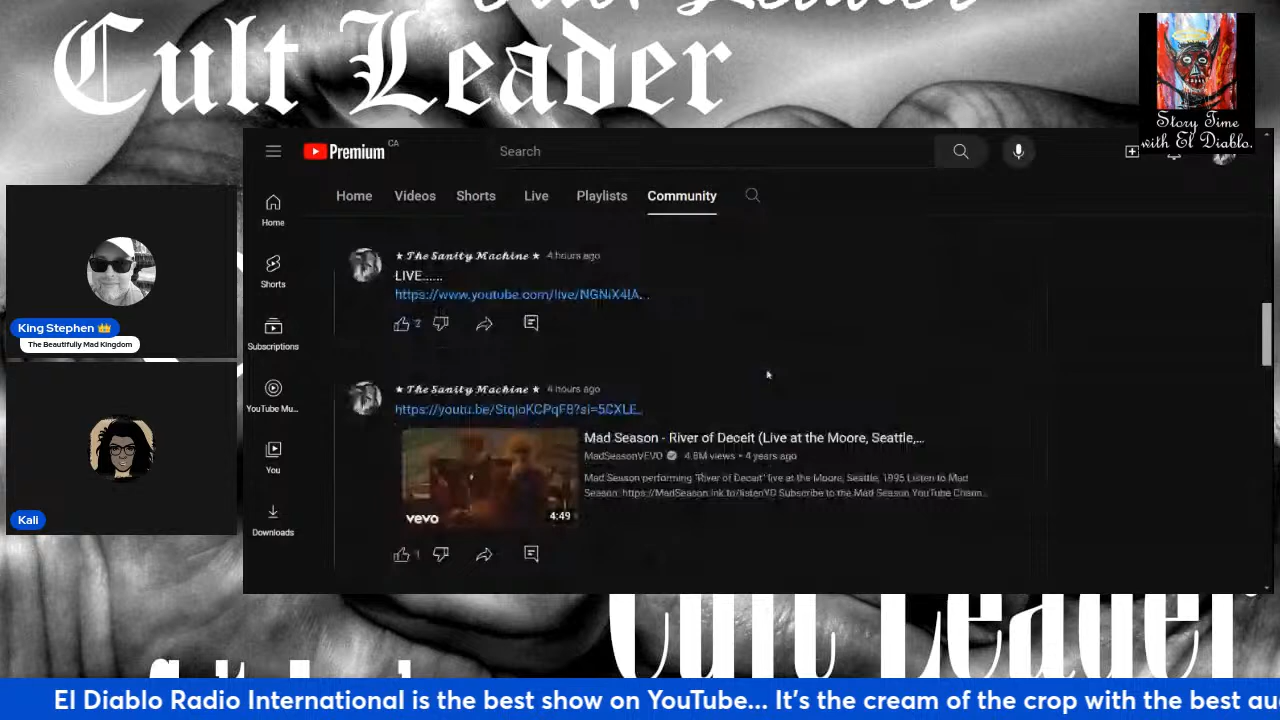 Cult Leader
Cult Leader
Story Time
with El Diablo.
Premium CA
Search
Home Videos Shorts Live Playlists Community
Home
Shorts
Subscriptions
YouTube Mu...
You
Downloads
★ The Sanity Machine ★ 4 hours ago
LIVE......
https://www.youtube.com/live/NGNiX4IA...
2
★ The Sanity Machine ★ 4 hours ago
https://youtu.be/StqIoKCPqF8?si=5CXLE...
Mad Season - River of Deceit (Live at the Moore, Seattle,...
MadSeasonVEVO 4.8M views • 4 years ago
Mad Season performing "River of Deceit" live at the Moore, Seattle, 1995 Listen to Mad
Season: https://MadSeason.lnk.to/listenYD Subscribe to the Mad Season YouTube Chann...
vevo
4:49
1
King Stephen 👑
The Beautifully Mad Kingdom
Kali
Cult Leader
El Diablo Radio International is the best show on YouTube... It's the cream of the crop with the best au